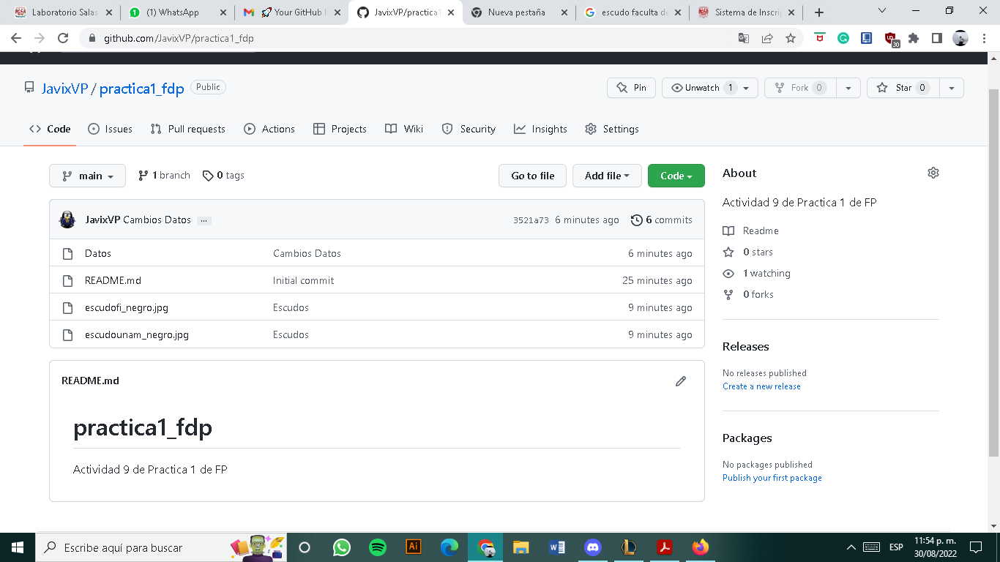 Laboratorio Salas
(1) WhatsApp
Your GitHub l
JavixVP/practica1
Nueva pestaña
escudo faculta de
Sistema de Inscrip
github.com/JavixVP/practica1_fdp
30
JavixVP / practica1_fdp Public
Pin
Unwatch 1
Fork 0
Star 0
Code
Issues
Pull requests
Actions
Projects
Wiki
Security
Insights
Settings
main
1 branch
0 tags
Go to file
Add file
Code
JavixVP Cambios Datos ...
3521a73 6 minutes ago
6 commits
Datos Cambios Datos 6 minutes ago
README.md Initial commit 25 minutes ago
escudofi_negro.jpg Escudos 9 minutes ago
escudounam_negro.jpg Escudos 9 minutes ago
README.md
practica1_fdp
Actividad 9 de Practica 1 de FP
About
Actividad 9 de Practica 1 de FP
Readme
0 stars
1 watching
0 forks
Releases
No releases published
Create a new release
Packages
No packages published
Publish your first package
Escribe aquí para buscar
Ai
ESP
11:54 p. m.
30/08/2022